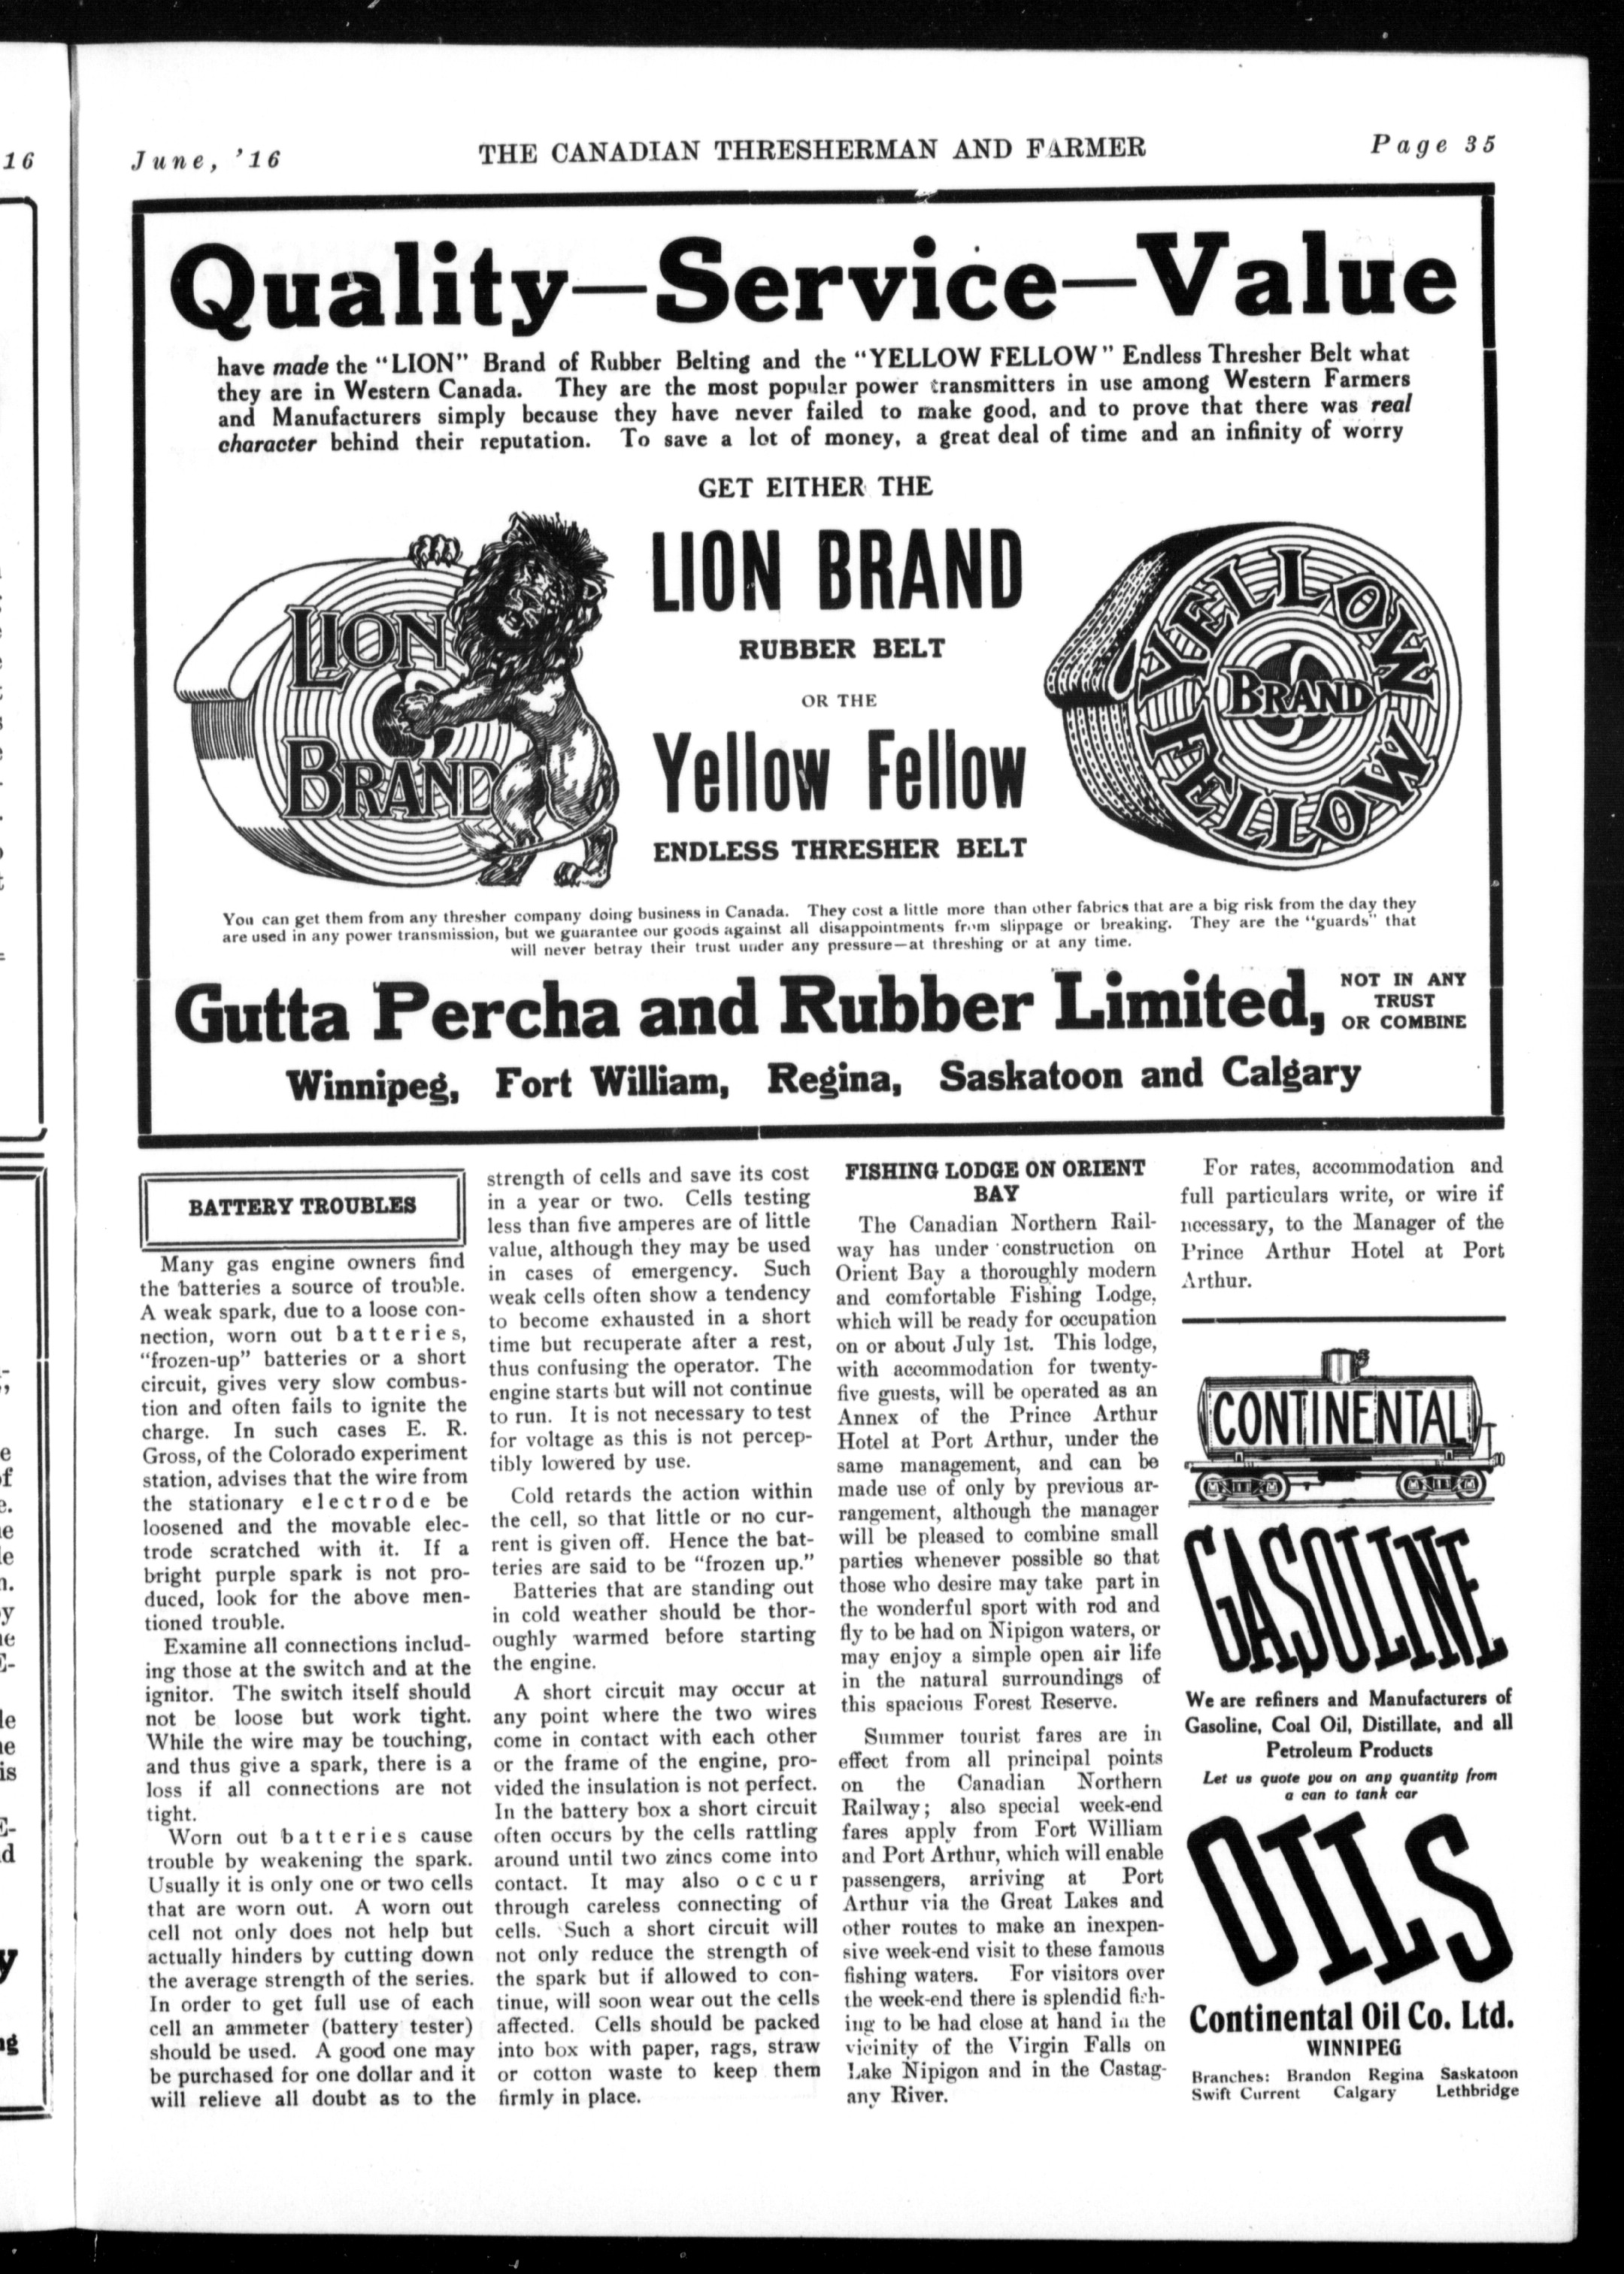 June, '16
THE CANADIAN THRESHERMAN AND FARMER
Page 35
Quality—Service—Value
have made the "LION" Brand of Rubber Belting and the "YELLOW FELLOW" Endless Thresher Belt what
they are in Western Canada. They are the most popular power transmitters in use among Western Farmers
and Manufacturers simply because they have never failed to make good, and to prove that there was real
character behind their reputation. To save a lot of money, a great deal of time and an infinity of worry
GET EITHER THE
LION BRAND
RUBBER BELT
OR THE
Yellow Fellow
ENDLESS THRESHER BELT
LION
BRAND
YELLOW
BRAND
FELLOW
You can get them from any thresher company doing business in Canada. They cost a little more than other fabrics that are a big risk from the day they
are used in any power transmission, but we guarantee our goods against all disappointments from slippage or breaking. They are the "guards" that
will never betray their trust under any pressure—at threshing or at any time.
Gutta Percha and Rubber Limited,
NOT IN ANY
TRUST
OR COMBINE
Winnipeg, Fort William, Regina, Saskatoon and Calgary
BATTERY TROUBLES
Many gas engine owners find
the batteries a source of trouble.
A weak spark, due to a loose con-
nection, worn out batteries,
"frozen-up" batteries or a short
circuit, gives very slow combus-
tion and often fails to ignite the
charge. In such cases E. R.
Gross, of the Colorado experiment
station, advises that the wire from
the stationary electrode be
loosened and the movable elec-
trode scratched with it. If a
bright purple spark is not pro-
duced, look for the above men-
tioned trouble.
Examine all connections includ-
ing those at the switch and at the
ignitor. The switch itself should
not be loose but work tight.
While the wire may be touching,
and thus give a spark, there is a
loss if all connections are not
tight.
Worn out batteries cause
trouble by weakening the spark.
Usually it is only one or two cells
that are worn out. A worn out
cell not only does not help but
actually hinders by cutting down
the average strength of the series.
In order to get full use of each
cell an ammeter (battery tester)
should be used. A good one may
be purchased for one dollar and it
will relieve all doubt as to the
strength of cells and save its cost
in a year or two. Cells testing
less than five amperes are of little
value, although they may be used
in cases of emergency. Such
weak cells often show a tendency
to become exhausted in a short
time but recuperate after a rest,
thus confusing the operator. The
engine starts but will not continue
to run. It is not necessary to test
for voltage as this is not percep-
tibly lowered by use.
Cold retards the action within
the cell, so that little or no cur-
rent is given off. Hence the bat-
teries are said to be "frozen up."
Batteries that are standing out
in cold weather should be thor-
oughly warmed before starting
the engine.
A short circuit may occur at
any point where the two wires
come in contact with each other
or the frame of the engine, pro-
vided the insulation is not perfect.
In the battery box a short circuit
often occurs by the cells rattling
around until two zincs come into
contact. It may also occur
through careless connecting of
cells. Such a short circuit will
not only reduce the strength of
the spark but if allowed to con-
tinue, will soon wear out the cells
affected. Cells should be packed
into box with paper, rags, straw
or cotton waste to keep them
firmly in place.
FISHING LODGE ON ORIENT
BAY
The Canadian Northern Rail-
way has under construction on
Orient Bay a thoroughly modern
and comfortable Fishing Lodge,
which will be ready for occupation
on or about July 1st. This lodge,
with accommodation for twenty-
five guests, will be operated as an
Annex of the Prince Arthur
Hotel at Port Arthur, under the
same management, and can be
made use of only by previous ar-
rangement, although the manager
will be pleased to combine small
parties whenever possible so that
those who desire may take part in
the wonderful sport with rod and
fly to be had on Nipigon waters, or
may enjoy a simple open air life
in the natural surroundings of
this spacious Forest Reserve.
Summer tourist fares are in
effect from all principal points
on the Canadian Northern
Railway; also special week-end
fares apply from Fort William
and Port Arthur, which will enable
passengers, arriving at Port
Arthur via the Great Lakes and
other routes to make an inexpen-
sive week-end visit to these famous
fishing waters. For visitors over
the week-end there is splendid fish-
ing to be had close at hand in the
vicinity of the Virgin Falls on
Lake Nipigon and in the Castag-
any River.
For rates, accommodation and
full particulars write, or wire if
necessary, to the Manager of the
Prince Arthur Hotel at Port
Arthur.
CONTINENTAL
GASOLINE
We are refiners and Manufacturers of
Gasoline, Coal Oil, Distillate, and all
Petroleum Products
Let us quote you on any quantity from
a can to tank car
OILS
Continental Oil Co. Ltd.
WINNIPEG
Branches: Brandon Regina Saskatoon
Swift Current Calgary Lethbridge